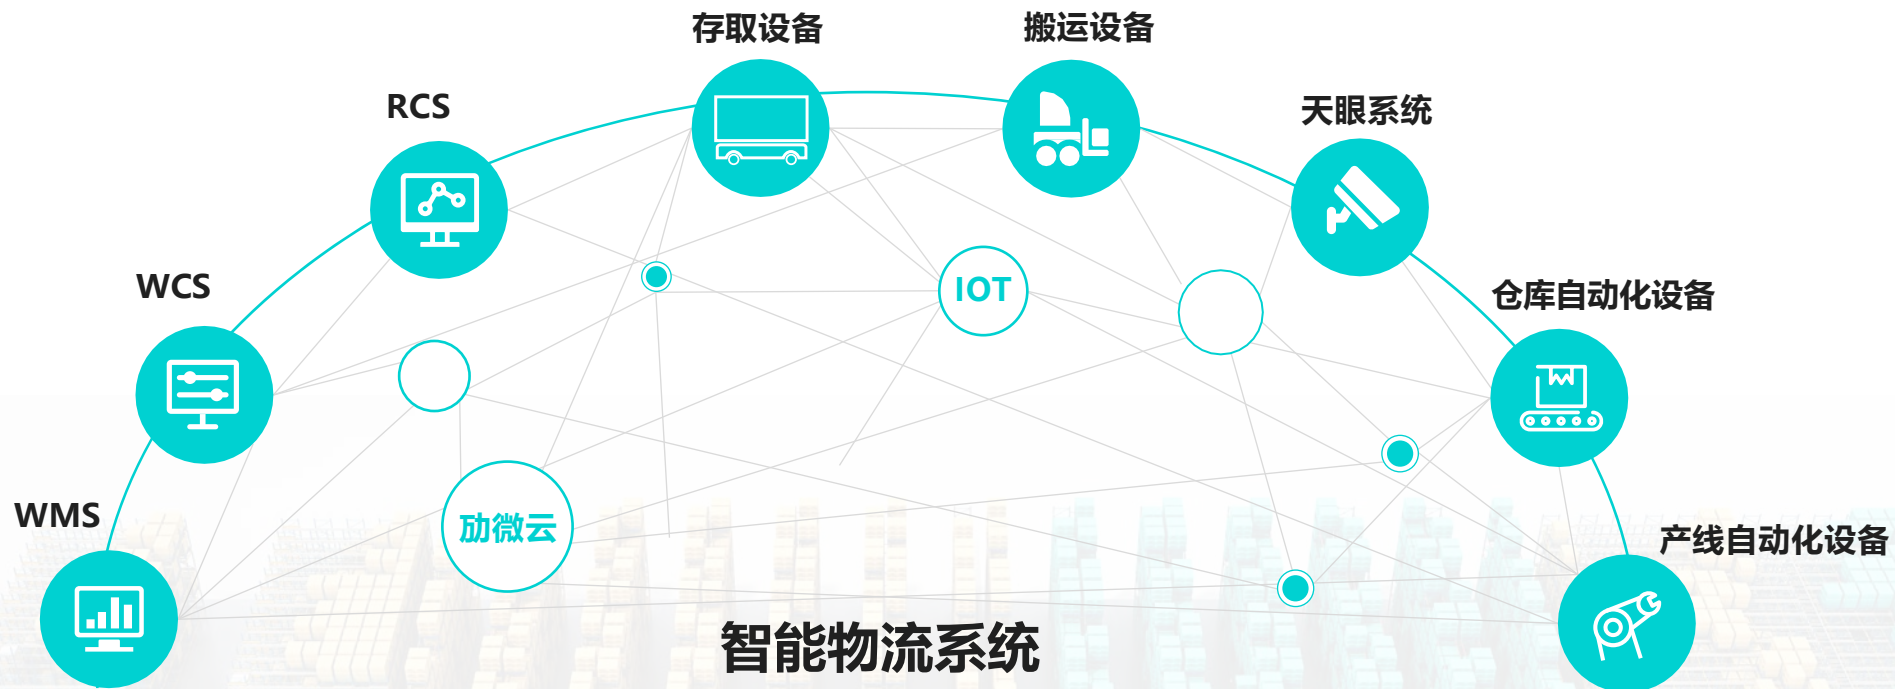 存取设备
搬运设备
RCS
天眼系统
WCS
IOT
仓库自动化设备
WMS
劢微云
产线自动化设备
智能物流系统